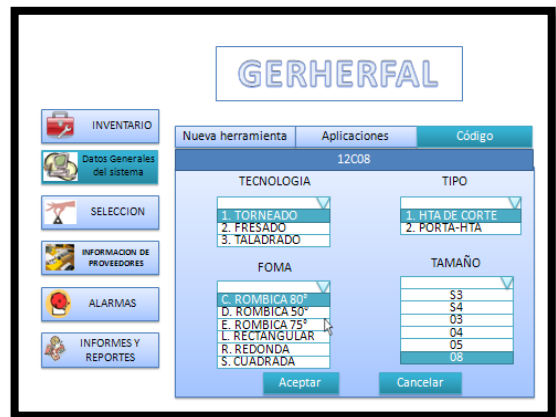 GERHERFAL
INVENTARIO
Datos Generales
del sistema
SELECCION
INFORMACION DE
PROVEEDORES
ALARMAS
INFORMES Y
REPORTES
Nueva herramienta
Aplicaciones
Código
12C08
TECNOLOGIA
1. TORNEADO
2. FRESADO
3. TALADRADO
TIPO
1. HTA DE CORTE
2. PORTA-HTA
FOMA
C. ROMBICA 80°
D. ROMBICA 50°
E. ROMBICA 75°
L. RECTANGULAR
R. REDONDA
S. CUADRADA
TAMAÑO
S3
S4
03
04
05
08
Aceptar
Cancelar